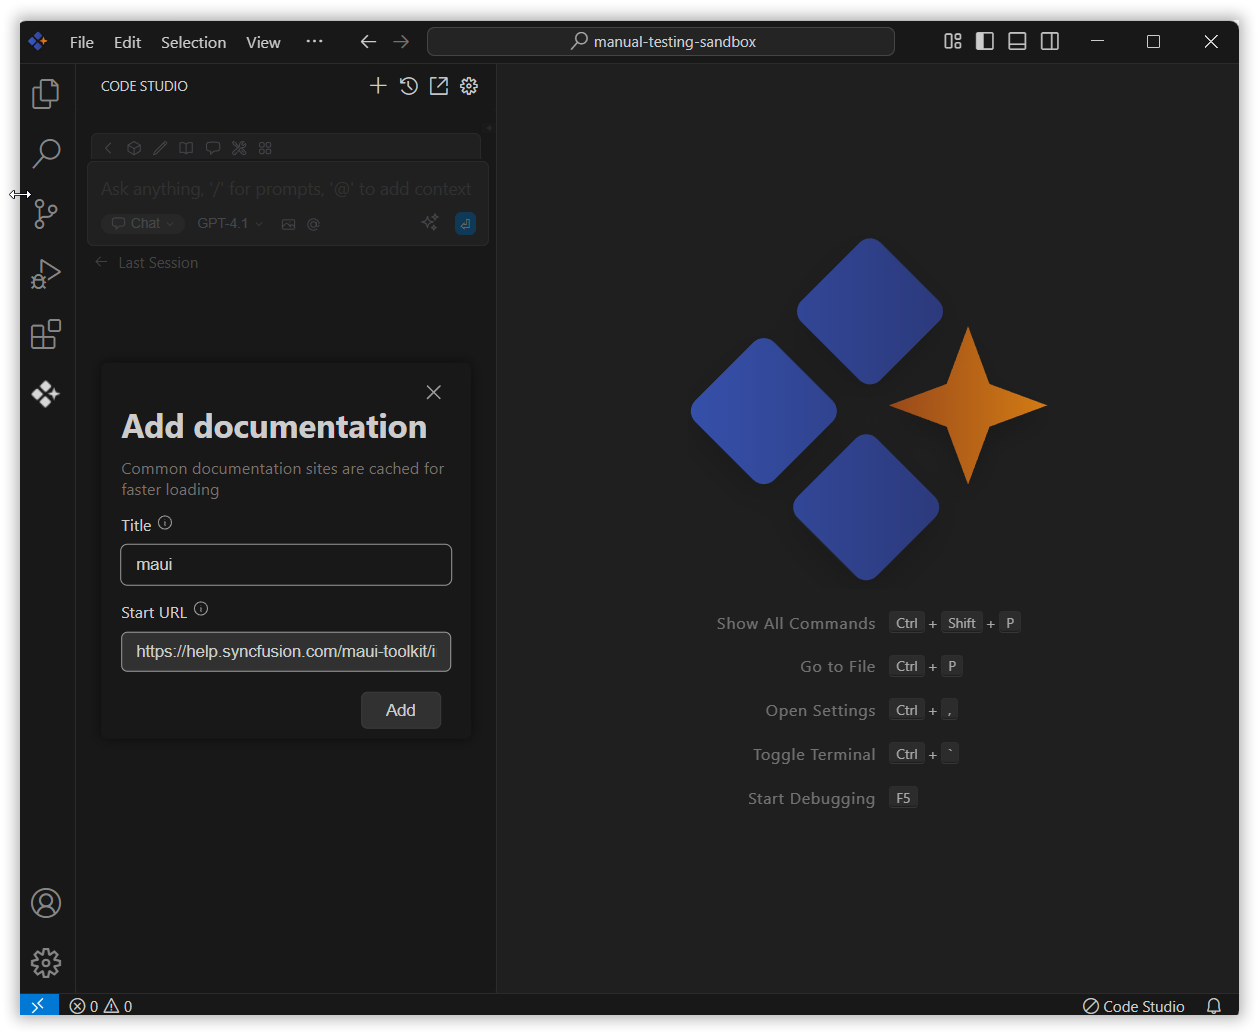 File Edit Selection View ···
manual-testing-sandbox
CODE STUDIO
Ask anything, '/' for prompts, '@' to add context
Chat GPT-4.1
Last Session
Add documentation
Common documentation sites are cached for
faster loading
Title
maui
Start URL
https://help.syncfusion.com/maui-toolkit/i
Add
Show All Commands Ctrl + Shift + P
Go to File Ctrl + P
Open Settings Ctrl + ,
Toggle Terminal Ctrl + `
Start Debugging F5
0 0
Code Studio